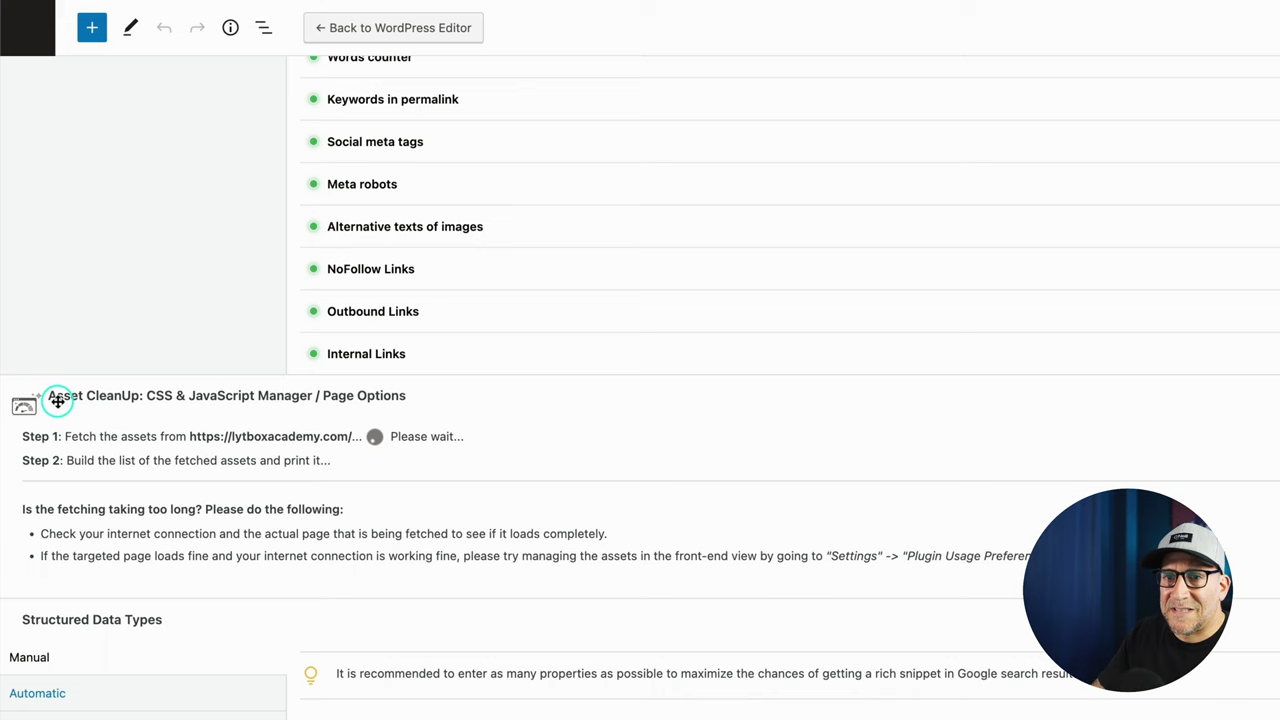 ← Back to WordPress Editor
Words counter
Keywords in permalink
Social meta tags
Meta robots
Alternative texts of images
NoFollow Links
Outbound Links
Internal Links
Asset CleanUp: CSS & JavaScript Manager / Page Options
Step 1: Fetch the assets from https://lytboxacademy.com/... Please wait...
Step 2: Build the list of the fetched assets and print it...
Is the fetching taking too long? Please do the following:
• Check your internet connection and the actual page that is being fetched to see if it loads completely.
• If the targeted page loads fine and your internet connection is working fine, please try managing the assets in the front-end view by going to "Settings" -> "Plugin Usage
Structured Data Types
Manual
It is recommended to enter as many properties as possible to maximize the chances of getting a rich snippet in Google search
Automatic